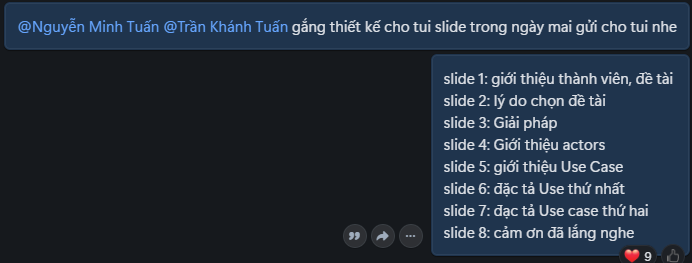 @Nguyễn Minh Tuấn @Trần Khánh Tuấn gắng thiết kế cho tui slide trong ngày mai gửi cho tui nhe
slide 1: giới thiệu thành viên, đề tài
slide 2: lý do chọn đề tài
slide 3: Giải pháp
slide 4: Giới thiệu actors
slide 5: giới thiệu Use Case
slide 6: đặc tả Use thứ nhất
slide 7: đặc tả Use case thứ hai
slide 8: cảm ơn đã lắng nghe
9